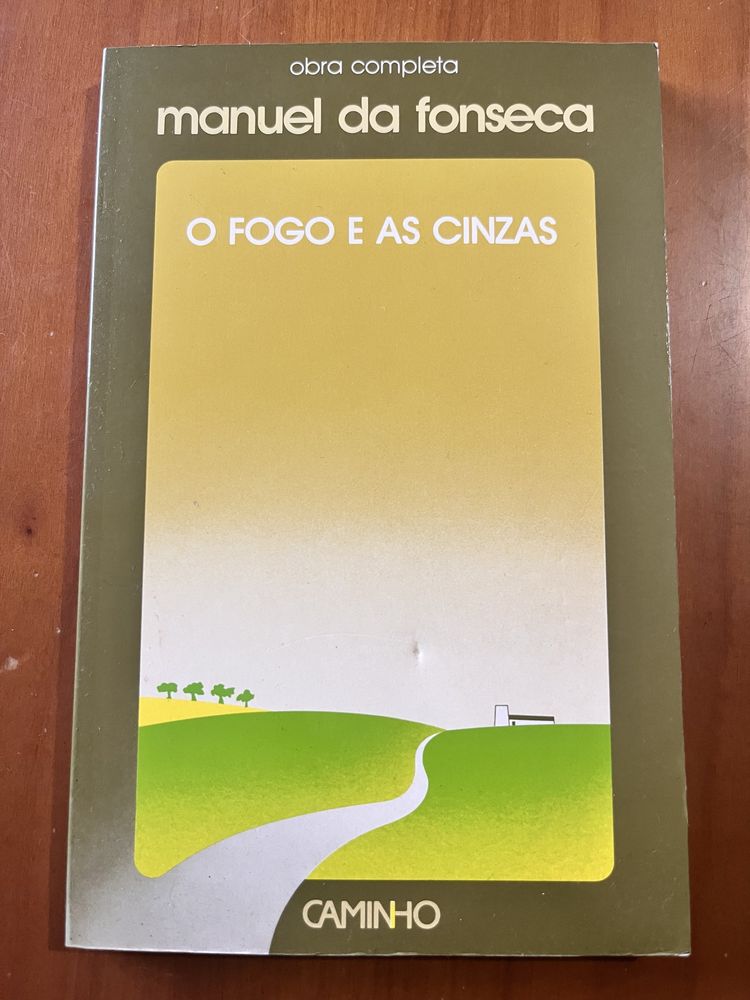 obra completa
manuel da fonseca
O FOGO E AS CINZAS
CAMINHO